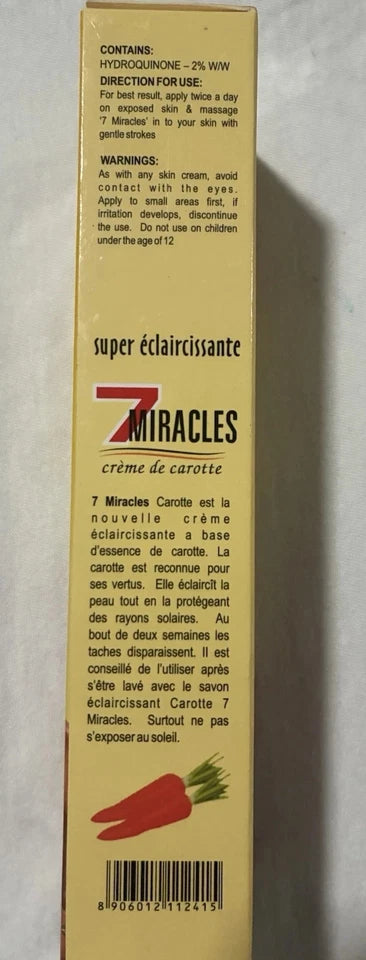 CONTAINS:
HYDROQUINONE – 2% W/W
DIRECTION FOR USE:
For best result, apply twice a day
on exposed skin & massage
'7 Miracles' in to your skin with
gentle strokes
WARNINGS:
As with any skin cream, avoid
contact with the eyes.
Apply to small areas first, if
irritation develops, discontinue
the use. Do not use on children
under the age of 12
super éclaircissante
7 MIRACLES
crème de carotte
7 Miracles Carotte est la
nouvelle crème
éclaircissante a base
d'essence de carotte. La
carotte est reconnue pour
ses vertus. Elle éclaircît la
peau tout en la protégeant
des rayons solaires. Au
bout de deux semaines les
taches disparaissent. Il est
conseillé de l'utiliser après
s'être lavé avec le savon
éclaircissant Carotte 7
Miracles. Surtout ne pas
s'exposer au soleil.
8 906012 112415